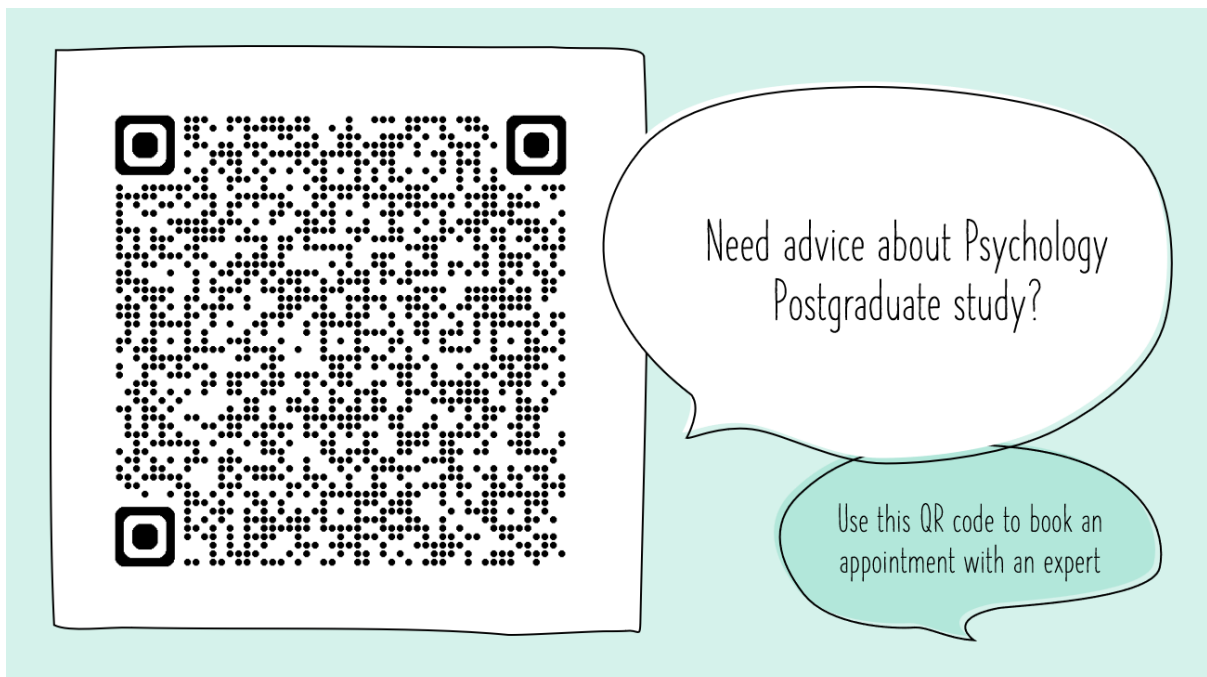 Need advice about Psychology
Postgraduate study?
Use this QR code to book an
appointment with an expert